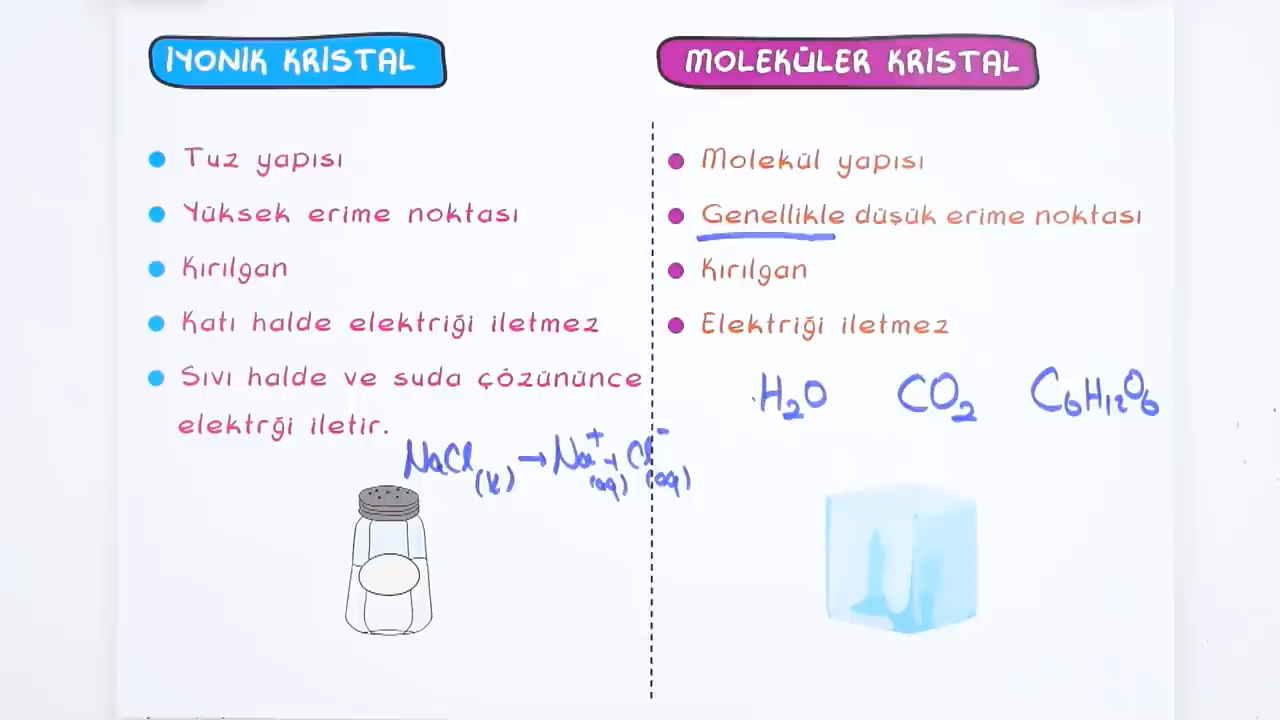 İYONİK KRİSTAL
Tuz yapısı
Yüksek erime noktası
Kırılgan
Katı halde elektriği iletmez
Sıvı halde ve suda çözününce
elektrği iletir.
NaCl(k) → Na⁺(aq) + Cl⁻(aq)
MOLEKÜLER KRİSTAL
Molekül yapısı
Genellikle düşük erime noktası
Kırılgan
Elektriği iletmez
H₂O CO₂ C₆H₁₂O₆